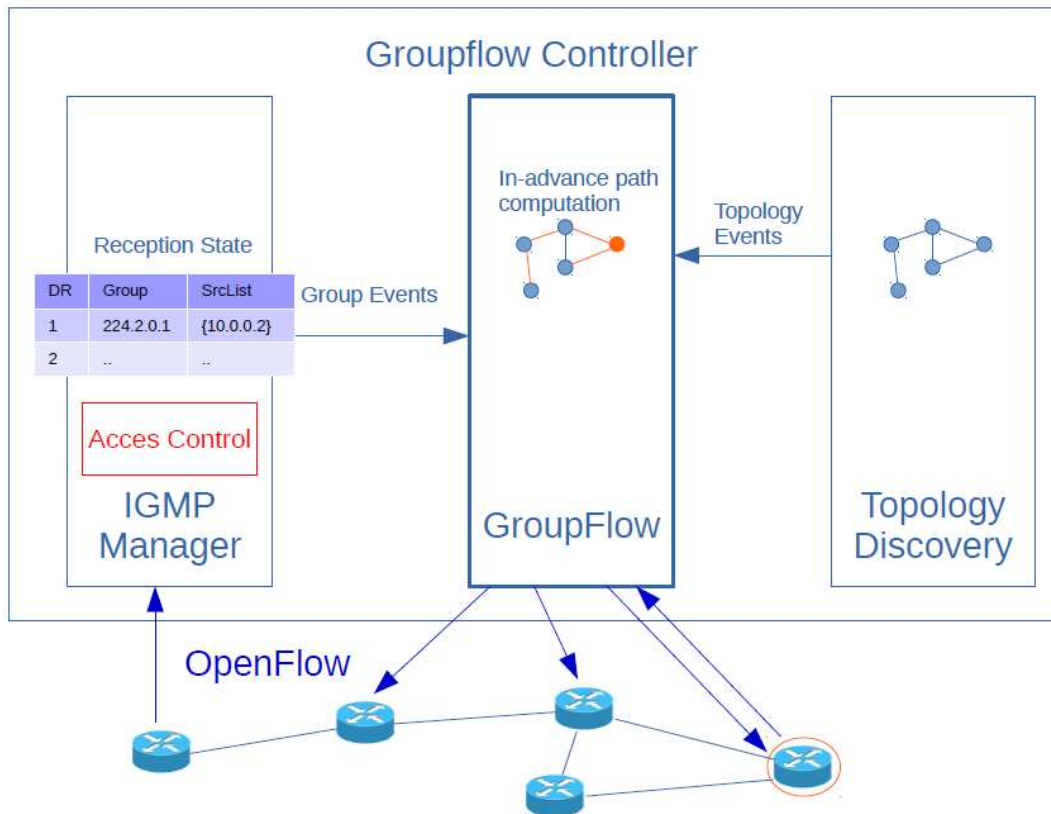 Groupflow Controller
Reception State
DR Group SrcList
1 224.2.0.1 {10.0.0.2}
2 .. ..
Acces Control
IGMP
Manager
Group Events
In-advance path
computation
GroupFlow
Topology
Events
Topology
Discovery
OpenFlow